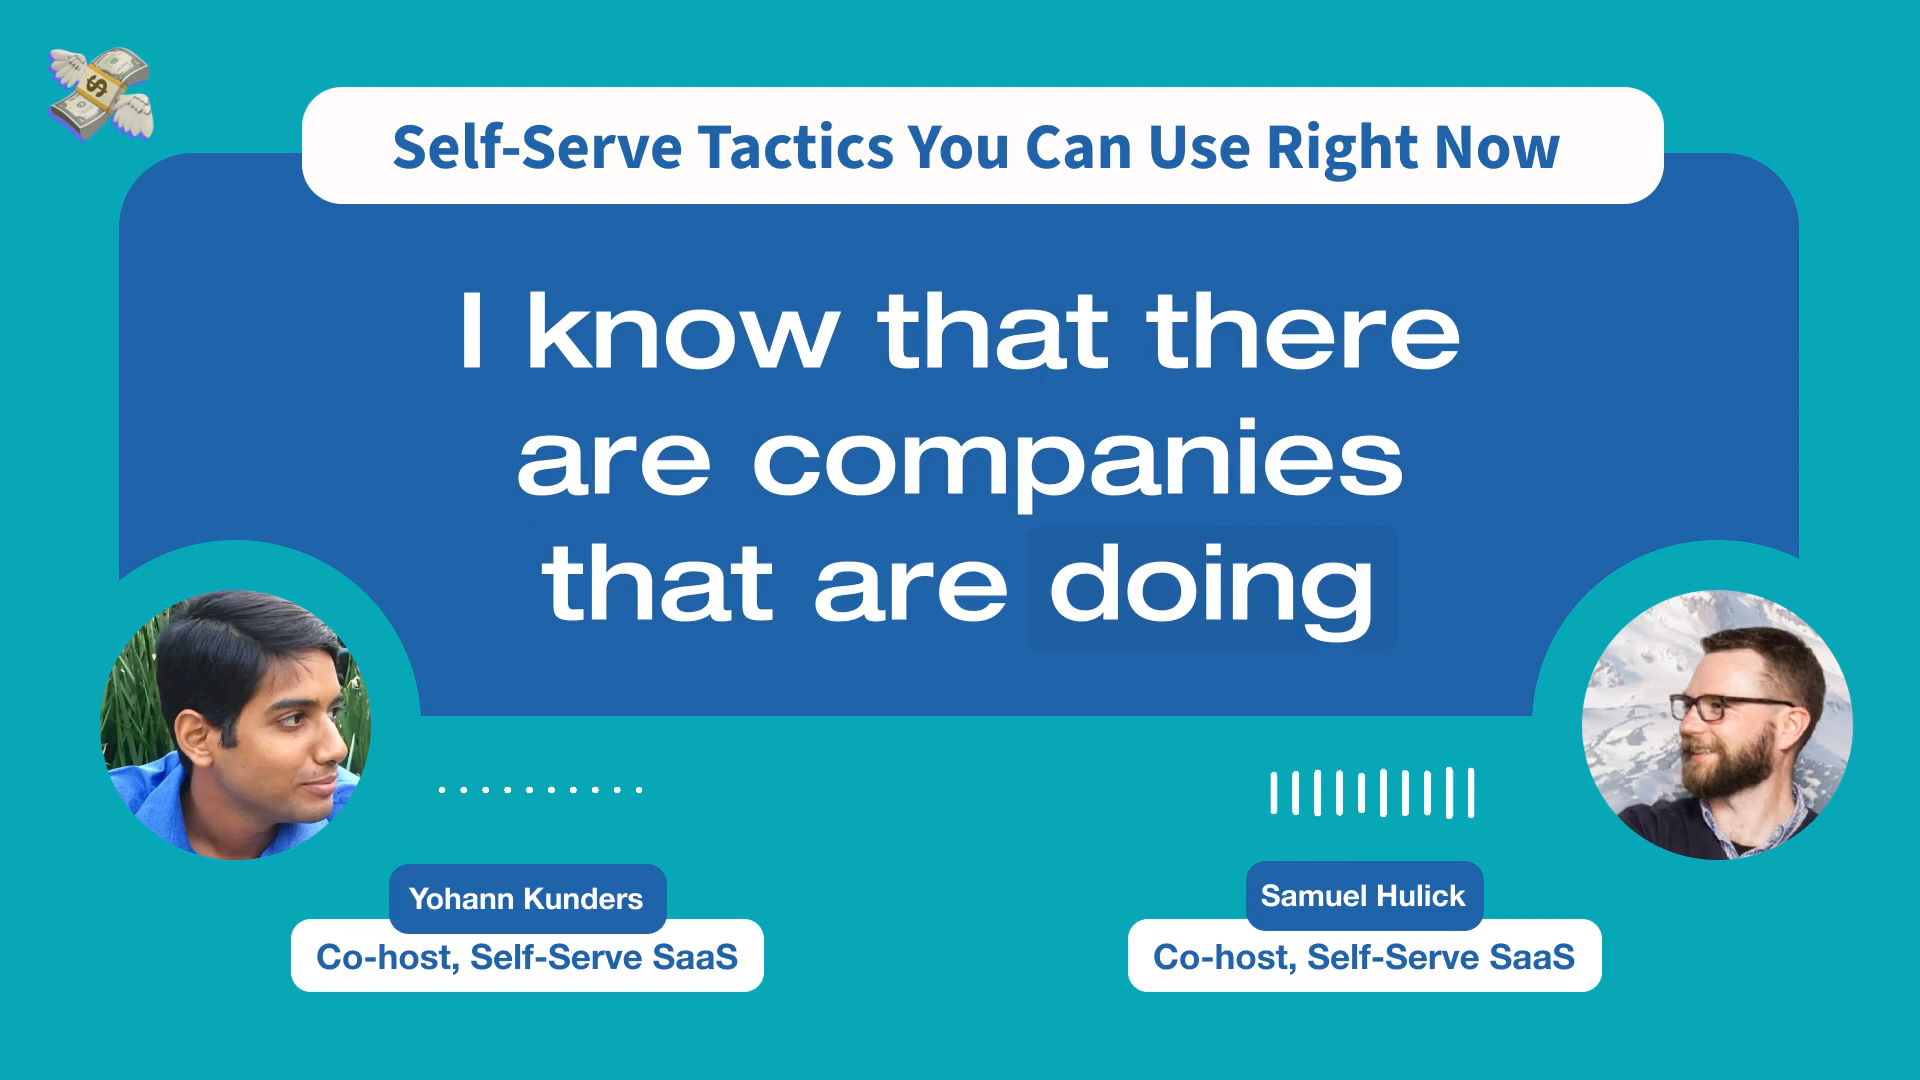 Self-Serve Tactics You Can Use Right Now
I know that there
are companies
that are doing
Yohann Kunders
Co-host, Self-Serve SaaS
Samuel Hulick
Co-host, Self-Serve SaaS